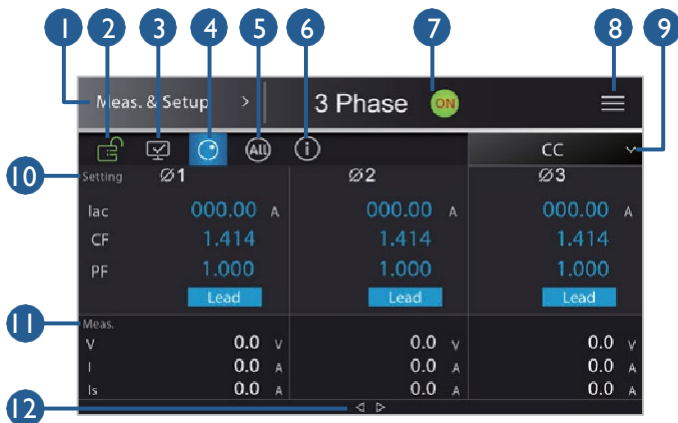 1 2 3 4 5 6 7 8 9
Meas. & Setup > 3 Phase ON
All i CC
10 Setting Ø1 Ø2 Ø3
Iac 000.00 A 000.00 A 000.00 A
CF 1.414 1.414 1.414
PF 1.000 1.000 1.000
Lead Lead Lead
11 Meas.
V 0.0 V 0.0 V 0.0 V
I 0.0 A 0.0 A 0.0 A
Is 0.0 A 0.0 A 0.0 A
12